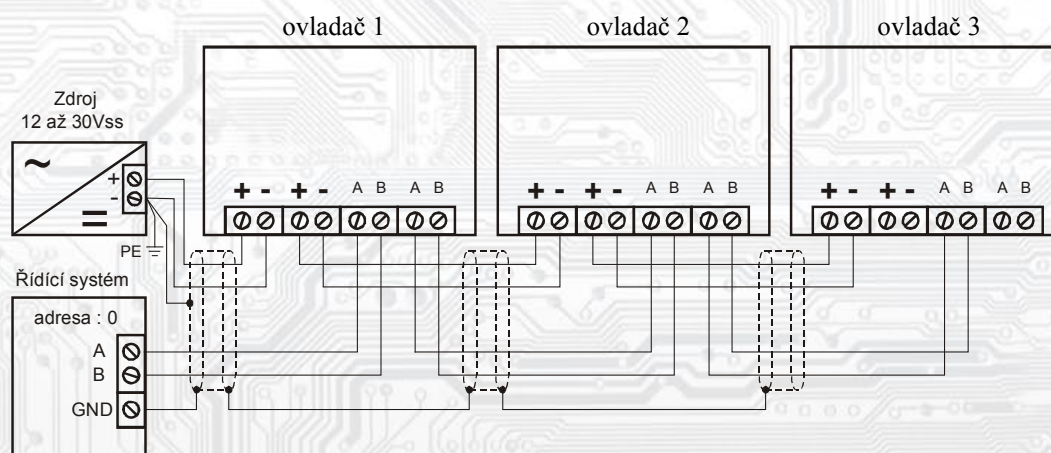 ovladač 1
ovladač 2
ovladač 3
Zdroj
12 až 30Vss
~
=
+
-
PE
+ - + - A B A B
+ - + - A B A B
+ - + - A B A B
Řídící systém
adresa : 0
A
B
GND